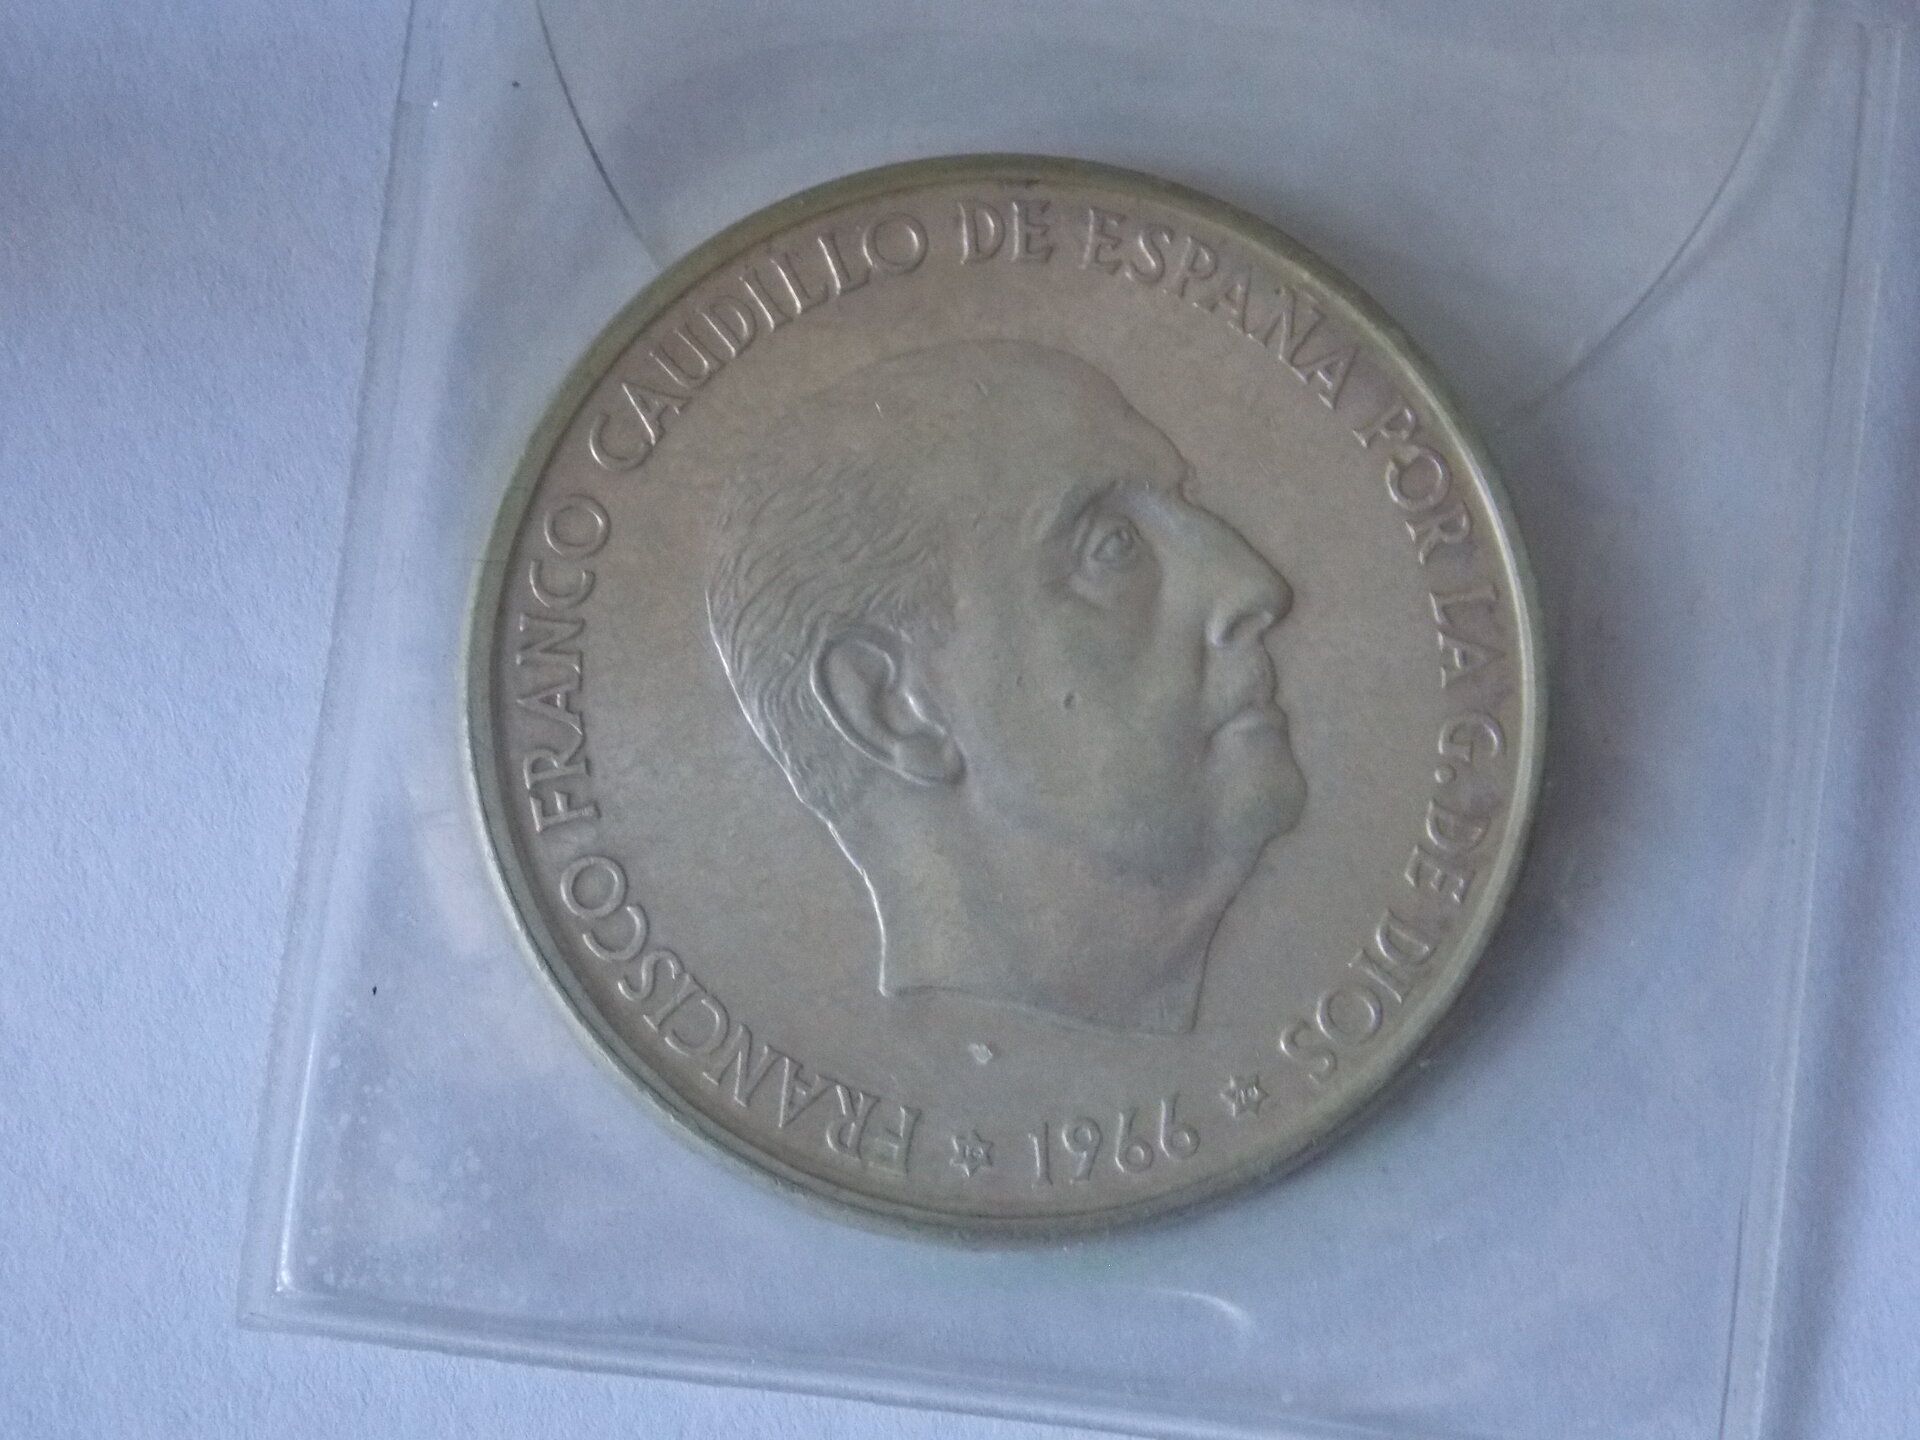 FRANCISCO FRANCO CAUDILLO DE ESPAÑA POR LA G. DE DIOS
1966